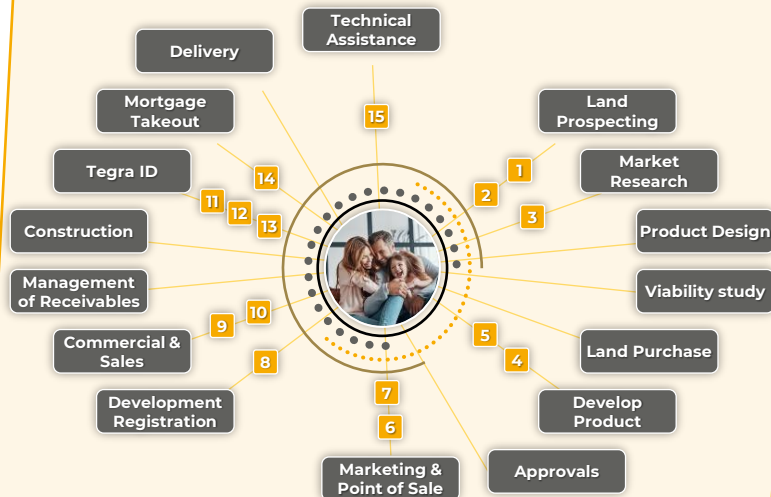 Technical
Assistance
Delivery
Mortgage
Takeout
Land
Prospecting
15
Tegra ID
Market
Research
14
1
2
11
12
13
3
Construction
Product Design
Management
of Receivables
Viability study
10
9
5
Commercial &
Sales
Land Purchase
8
4
7
Development
Registration
Develop
Product
6
Marketing &
Point of Sale
Approvals